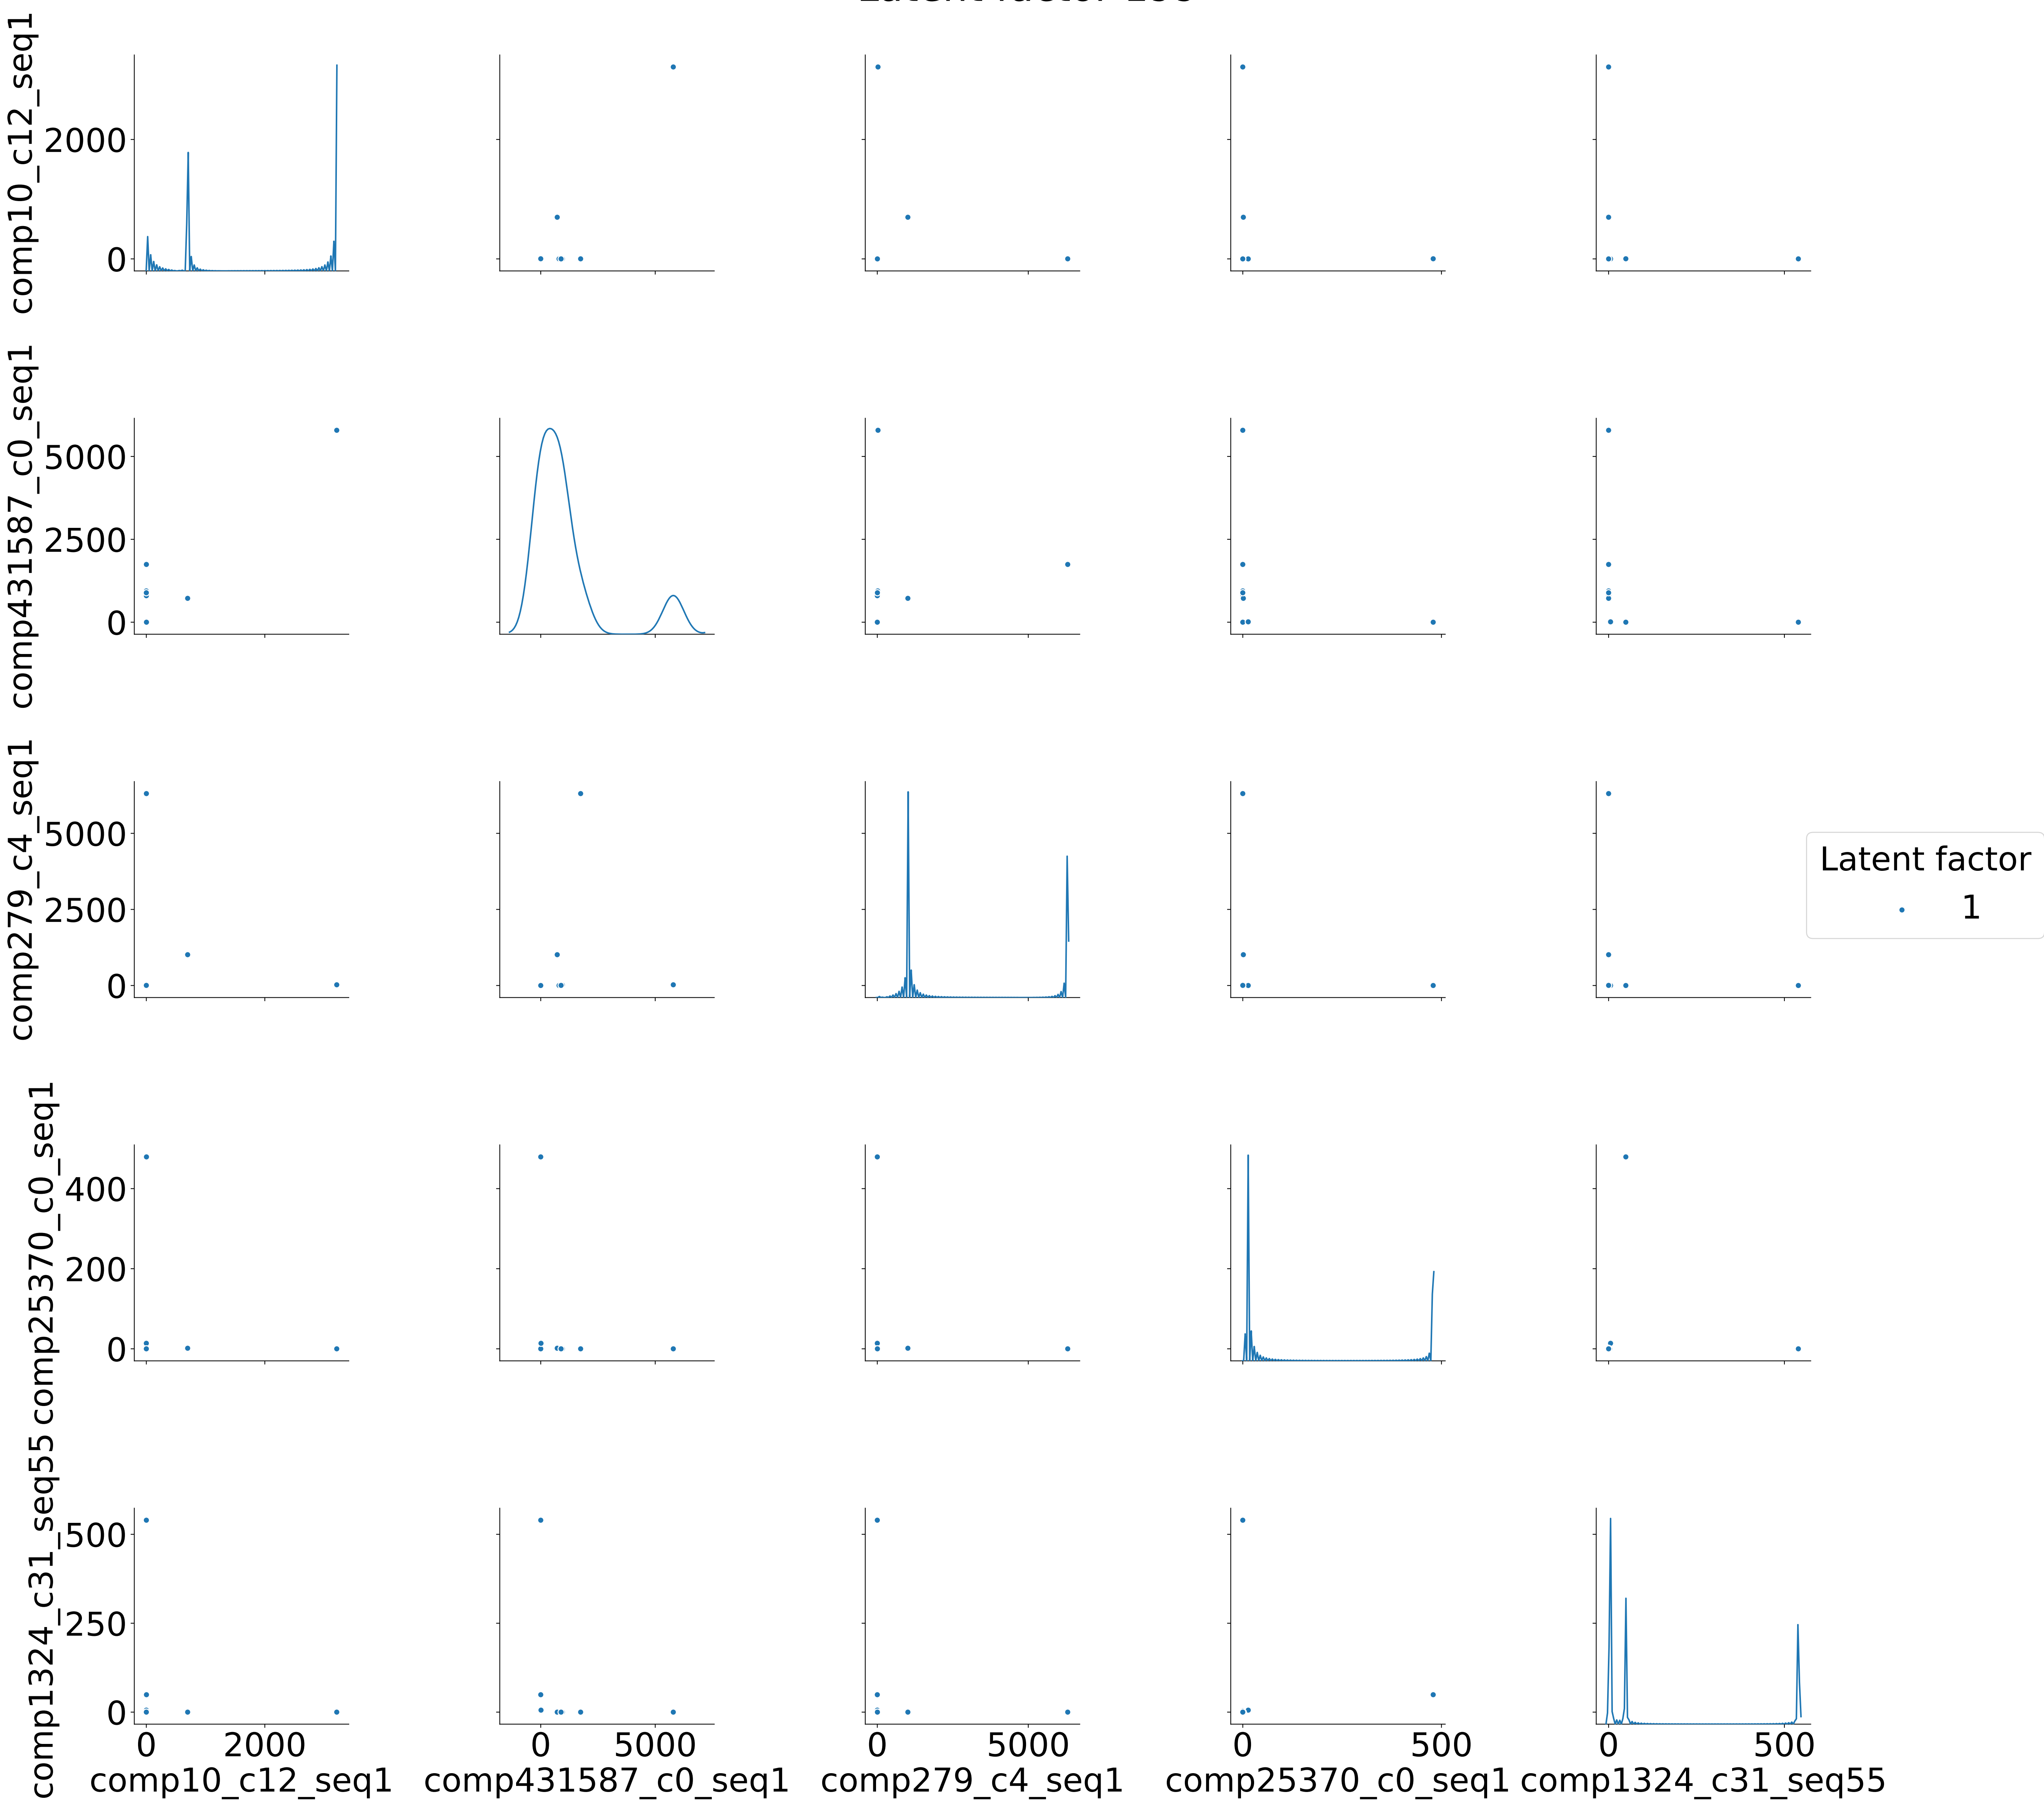 comp10_c12_seq1
2000
0
comp431587_c0_seq1
5000
2500
0
comp279_c4_seq1
5000
2500
0
Latent factor
1
comp25370_c0_seq1
400
200
0
comp1324_c31_seq55
500
250
0
0 2000 0 5000 0 5000 0 500 0 500
comp10_c12_seq1 comp431587_c0_seq1 comp279_c4_seq1 comp25370_c0_seq1 comp1324_c31_seq55